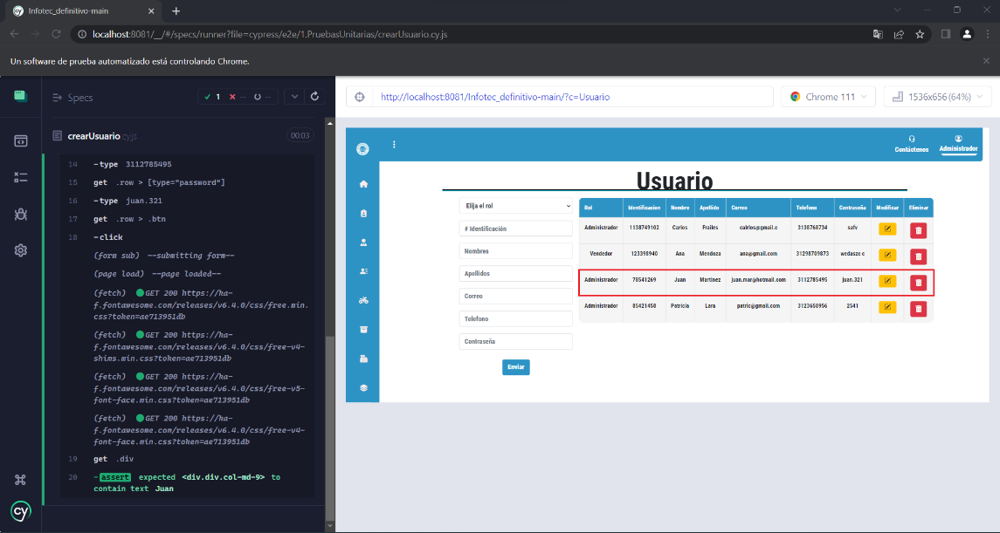 Infotec_definitivo-main
localhost:8081/__/#/specs/runner?file=cypress/e2e/1.PruebasUnitarias/crearUsuario.cy.js
Un software de prueba automatizado está controlando Chrome.
Specs
1 -- --
crearUsuario cy.js 00:03
14 -type 3112785495
15 get .row > [type="password"]
16 -type juan.321
17 get .row > .btn
18 -click
(form sub) --submitting form--
(page load) --page loaded--
(fetch) GET 200 https://ka-
f.fontawesome.com/releases/v6.4.0/css/free.min.
css?token=ae713951db
(fetch) GET 200 https://ka-
f.fontawesome.com/releases/v6.4.0/css/free-v4-
shims.min.css?token=ae713951db
(fetch) GET 200 https://ka-
f.fontawesome.com/releases/v6.4.0/css/free-v5-
font-face.min.css?token=ae713951db
(fetch) GET 200 https://ka-
f.fontawesome.com/releases/v6.4.0/css/free-v4-
font-face.min.css?token=ae713951db
19 get .div
20 -assert expected <div.div.col-md-9> to
contain text Juan
cy
http://localhost:8081/Infotec_definitivo-main/?c=Usuario
Chrome 111
1536x656 (64%)
Contáctenos
Administrador
Usuario
Elija el rol
# Identificación
Nombres
Apellidos
Correo
Telefono
Contraseña
Enviar
Rol Identificacion Nombre Apellido Correo Telefono Contraseña Modificar Eliminar
Administrador 1138749102 Carlos Frailes calrlos@gmail.c 3138768734 safv
Vendedor 123398940 Ana Mendoza ana@gmail.com 31298709873 wedaszc c
Administrador 78541269 Juan Martinez juan.mar@hotmail.com 3112785495 juan.321
Administrador 85421458 Patricia Lara patric@gmail.com 3123658956 2541